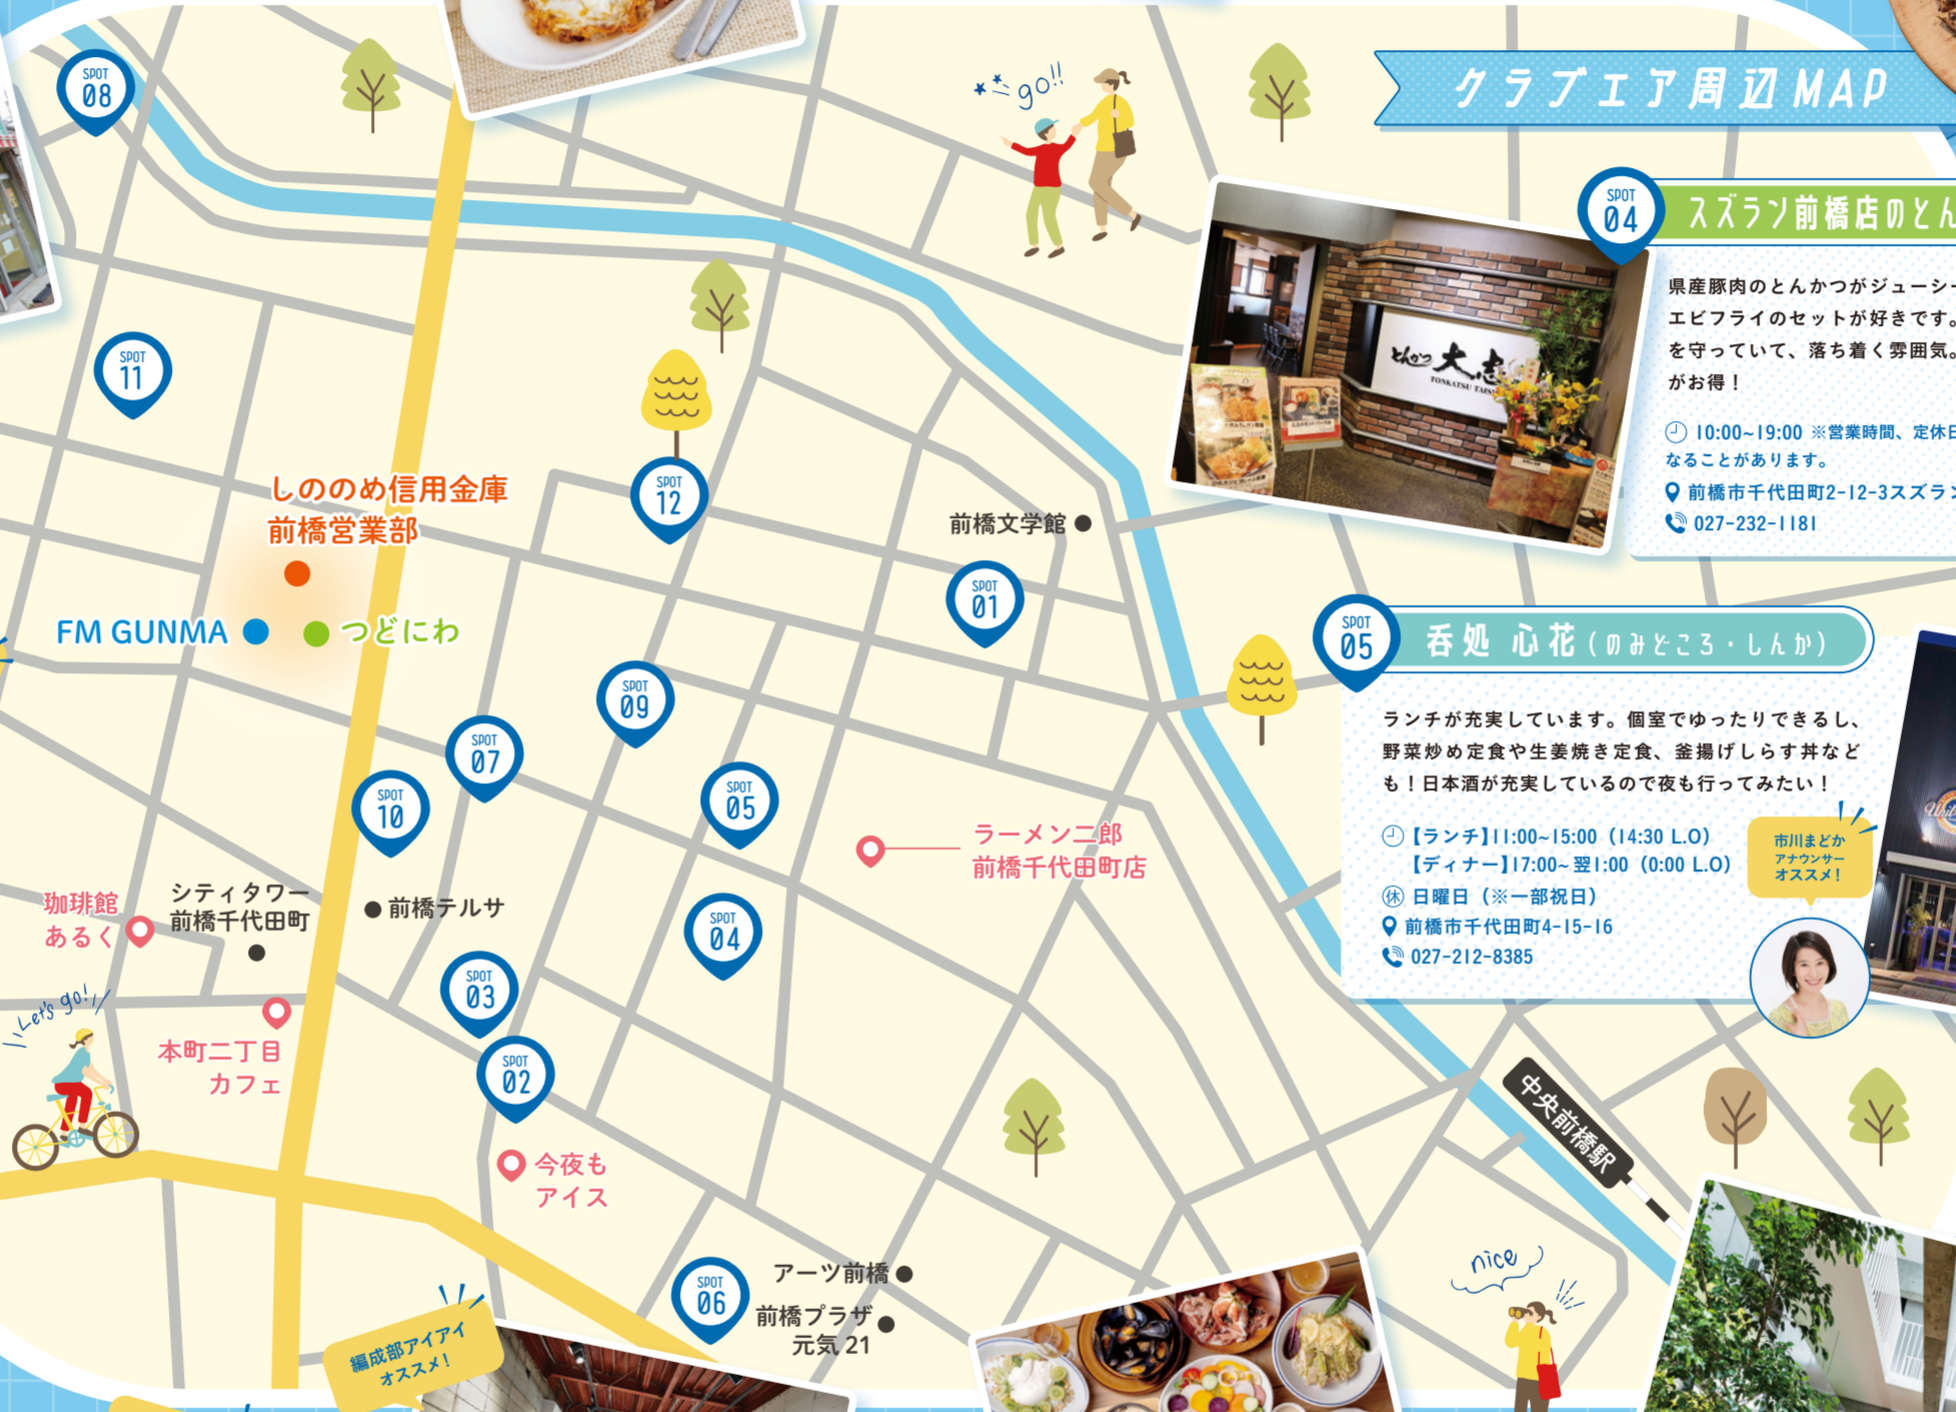 クラブエア周辺MAP
SPOT
08
go!!
SPOT
04
スズラン前橋店のとん
県産豚肉のとんかつがジューシー
エビフライのセットが好きです。
を守っていて、落ち着く雰囲気。
がお得！
10:00~19:00 ※営業時間、定休日
なることがあります。
前橋市千代田町2-12-3スズラン
027-232-1181
とんかつ 大志
TONKATSU TAISHI
SPOT
11
しののめ信用金庫
前橋営業部
FM GUNMA
つどにわ
SPOT
12
前橋文学館
SPOT
01
SPOT
05
呑処 心花（のみどころ・しんか）
ランチが充実しています。個室でゆったりできるし、
野菜炒め定食や生姜焼き定食、釜揚げしらす丼など
も！日本酒が充実しているので夜も行ってみたい！
【ランチ】11:00~15:00（14:30 L.O）
【ディナー】17:00~翌1:00（0:00 L.O）
休 日曜日（※一部祝日）
前橋市千代田町4-15-16
027-212-8385
市川まどか
アナウンサー
オススメ！
SPOT
09
SPOT
07
SPOT
10
SPOT
05
ラーメン二郎
前橋千代田町店
珈琲館
あるく
シティタワー
前橋千代田町
前橋テルサ
SPOT
04
SPOT
03
Let's go!
本町二丁目
カフェ
SPOT
02
今夜も
アイス
中央前橋駅
SPOT
06
アーツ前橋
前橋プラザ
元気21
nice
編成部アイアイ
オススメ！